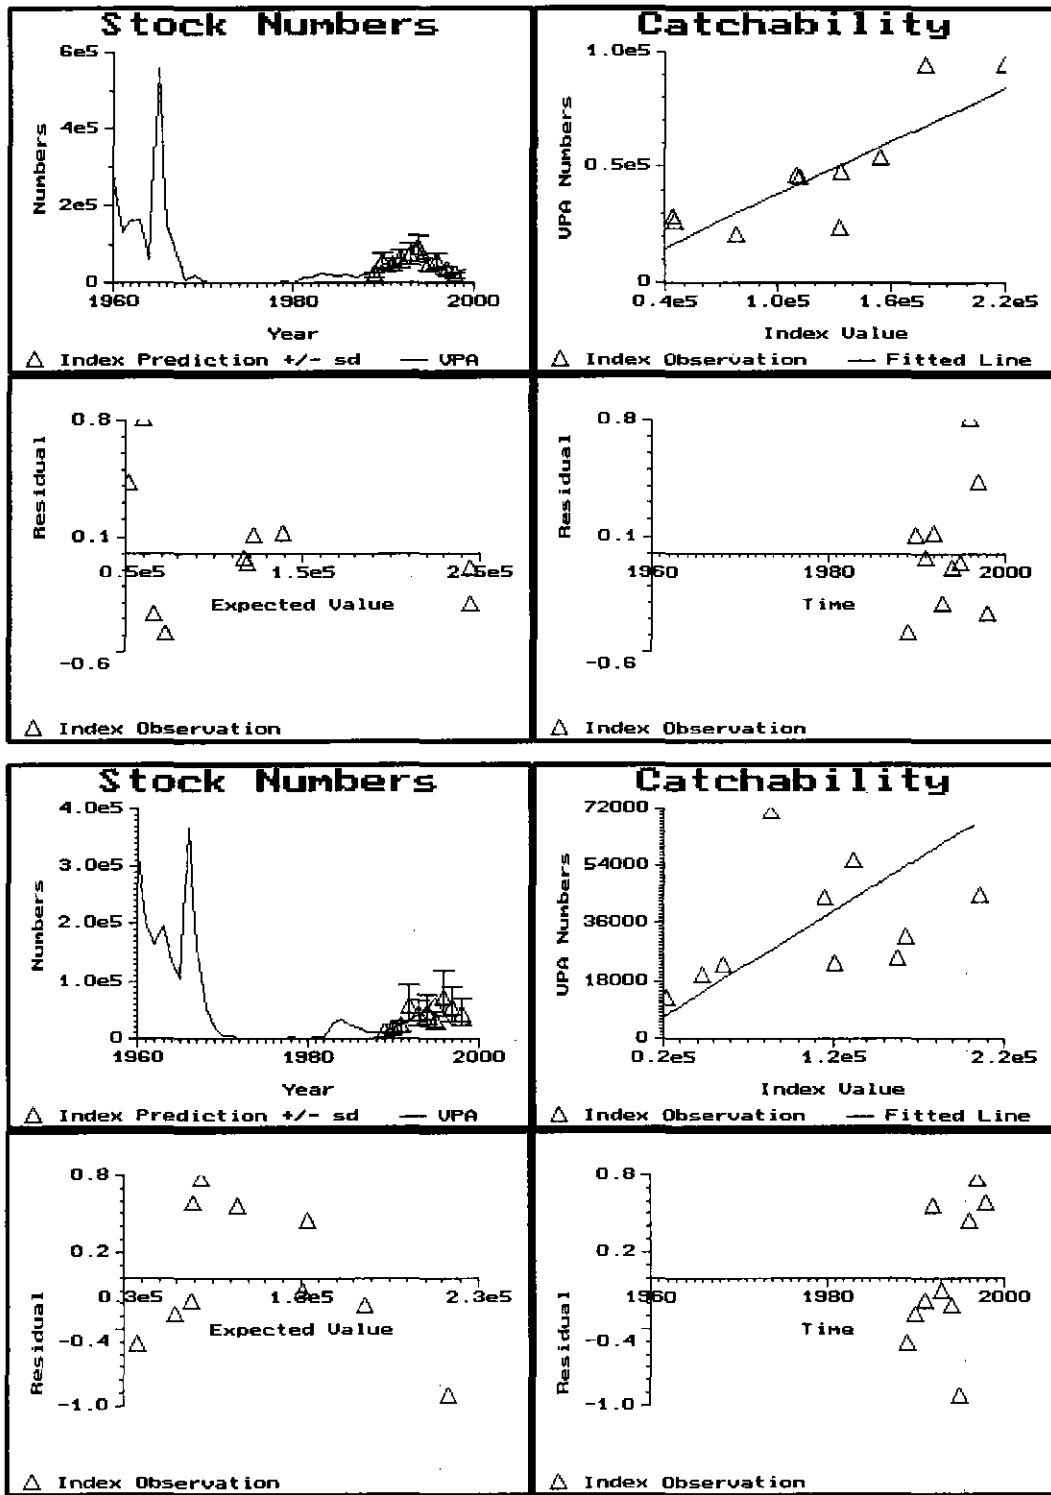 Stock Numbers
6e5
4e5
2e5
0
Numbers
1960 1980 2000
Year
△ Index Prediction +/- sd — VPA
Catchability
1.0e5
0.5e5
0
VPA Numbers
0.4e5 1.0e5 1.6e5 2.2e5
Index Value
△ Index Observation — Fitted Line
0.8
0.1
-0.6
Residual
0.5e5 1.5e5 2.6e5
Expected Value
△ Index Observation
0.8
0.1
-0.6
Residual
1960 1980 2000
Time
△ Index Observation
Stock Numbers
4.0e5
3.0e5
2.0e5
1.0e5
0
Numbers
1960 1980 2000
Year
△ Index Prediction +/- sd — VPA
Catchability
72000
54000
36000
18000
0
VPA Numbers
0.2e5 1.2e5 2.2e5
Index Value
△ Index Observation — Fitted Line
0.8
0.2
-0.4
-1.0
Residual
0.3e5 1.3e5 2.3e5
Expected Value
△ Index Observation
0.8
0.2
-0.4
-1.0
Residual
1960 1980 2000
Time
△ Index Observation